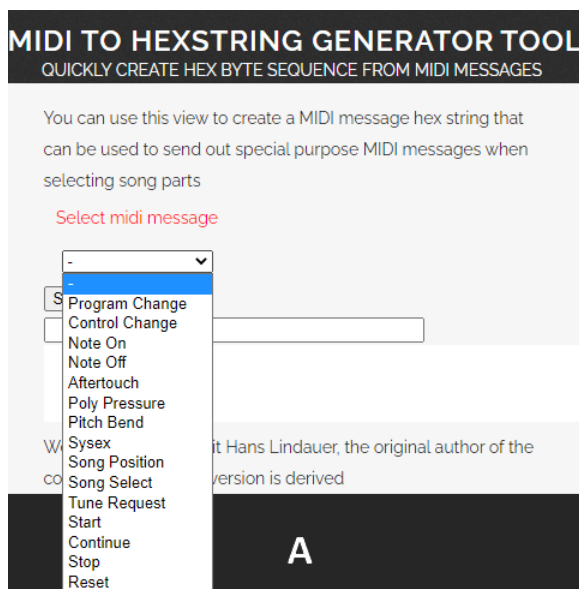 MIDI TO HEXSTRING GENERATOR TOOL
QUICKLY CREATE HEX BYTE SEQUENCE FROM MIDI MESSAGES
You can use this view to create a MIDI message hex string that
can be used to send out special purpose MIDI messages when
selecting song parts
Select midi message
-
-
Program Change
Control Change
Note On
Note Off
Aftertouch
Poly Pressure
Pitch Bend
Sysex
Song Position
Song Select
Tune Request
Start
Continue
Stop
Reset
Hans Lindauer, the original author of the
version is derived
A